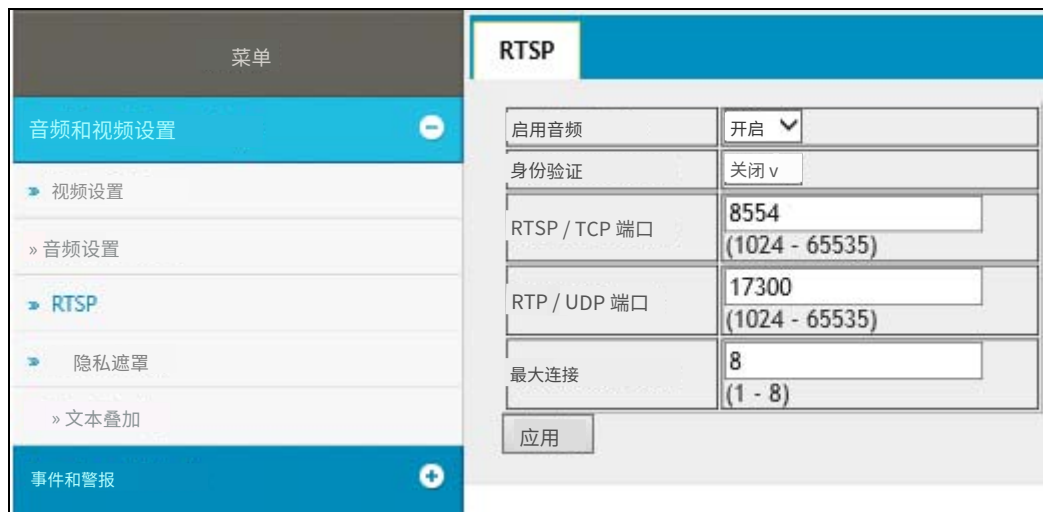 菜单
音频和视频设置
» 视频设置
» 音频设置
» RTSP
» 隐私遮罩
» 文本叠加
事件和警报
RTSP
启用音频 开启
身份验证 关闭 v
RTSP / TCP 端口 8554
(1024 - 65535)
RTP / UDP 端口 17300
(1024 - 65535)
最大连接 8
(1 - 8)
应用